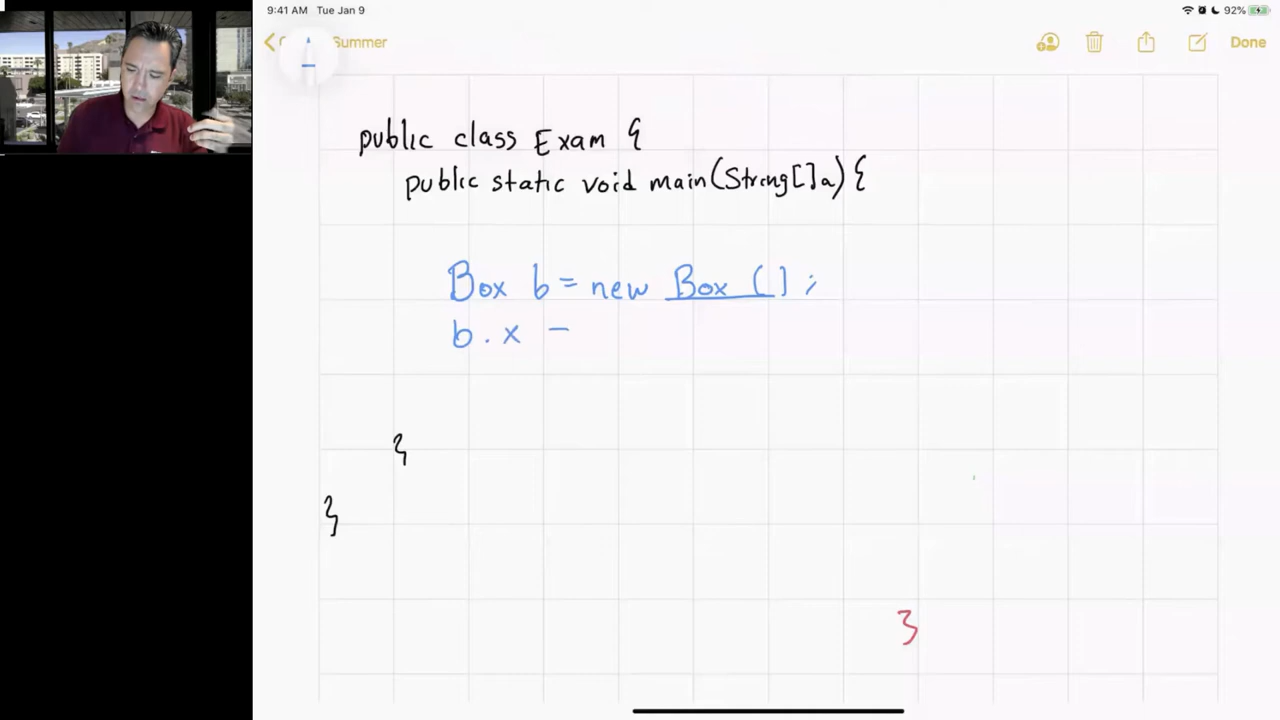 9:41 AM Tue Jan 9
92%
Summer
Done
public class Exam {
public static void main(String[]a){
Box b = new Box () ;
b . x =
}
}
}